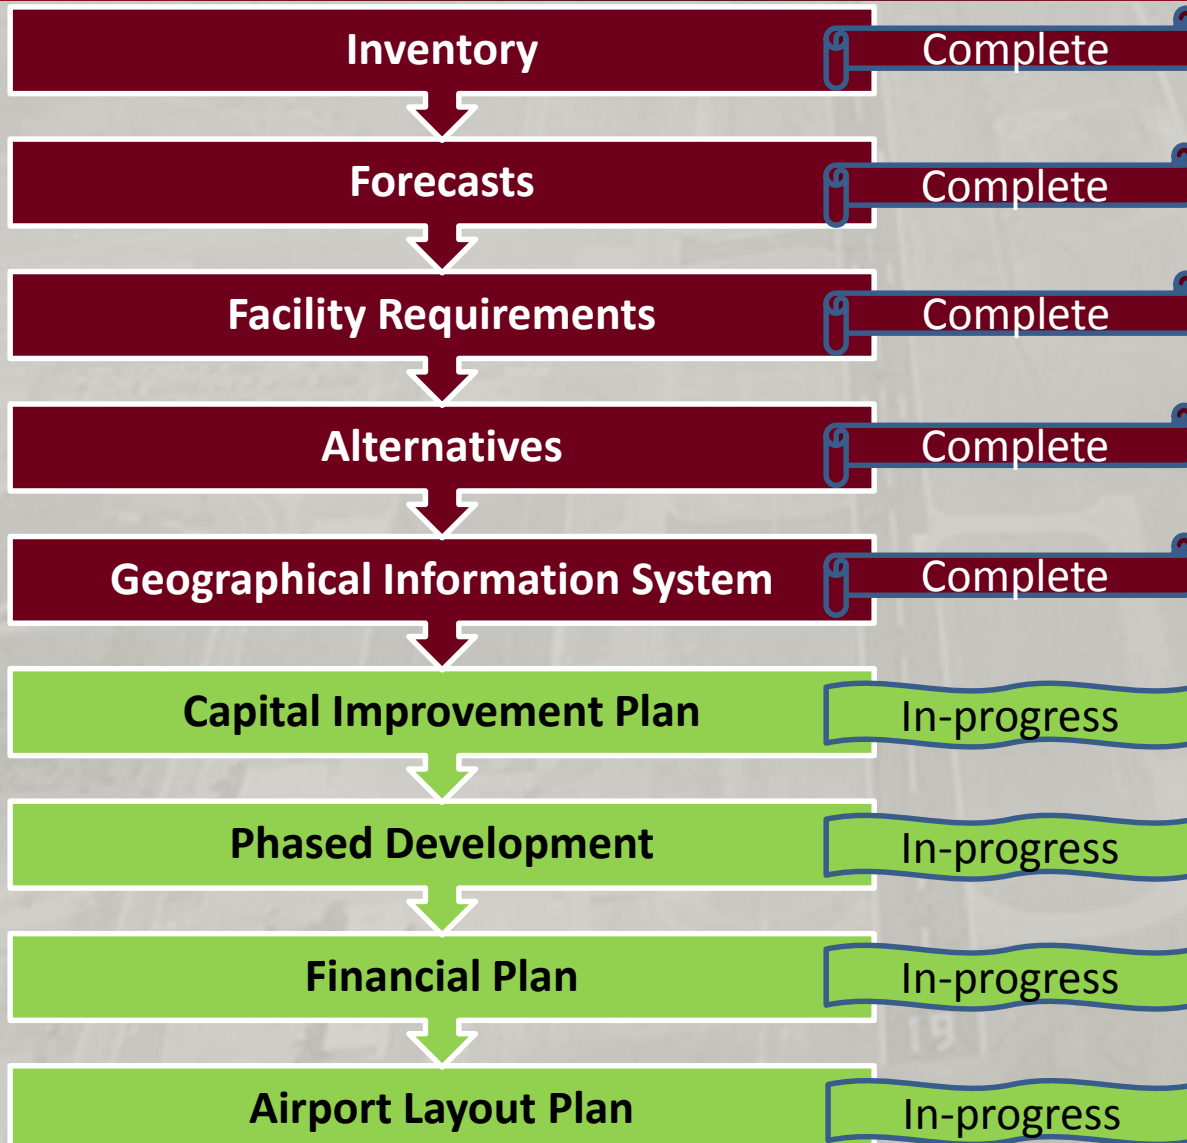 Inventory
Complete
Forecasts
Complete
Facility Requirements
Complete
Alternatives
Complete
Geographical Information System
Complete
Capital Improvement Plan
In-progress
Phased Development
In-progress
Financial Plan
In-progress
19
Airport Layout Plan
In-progress